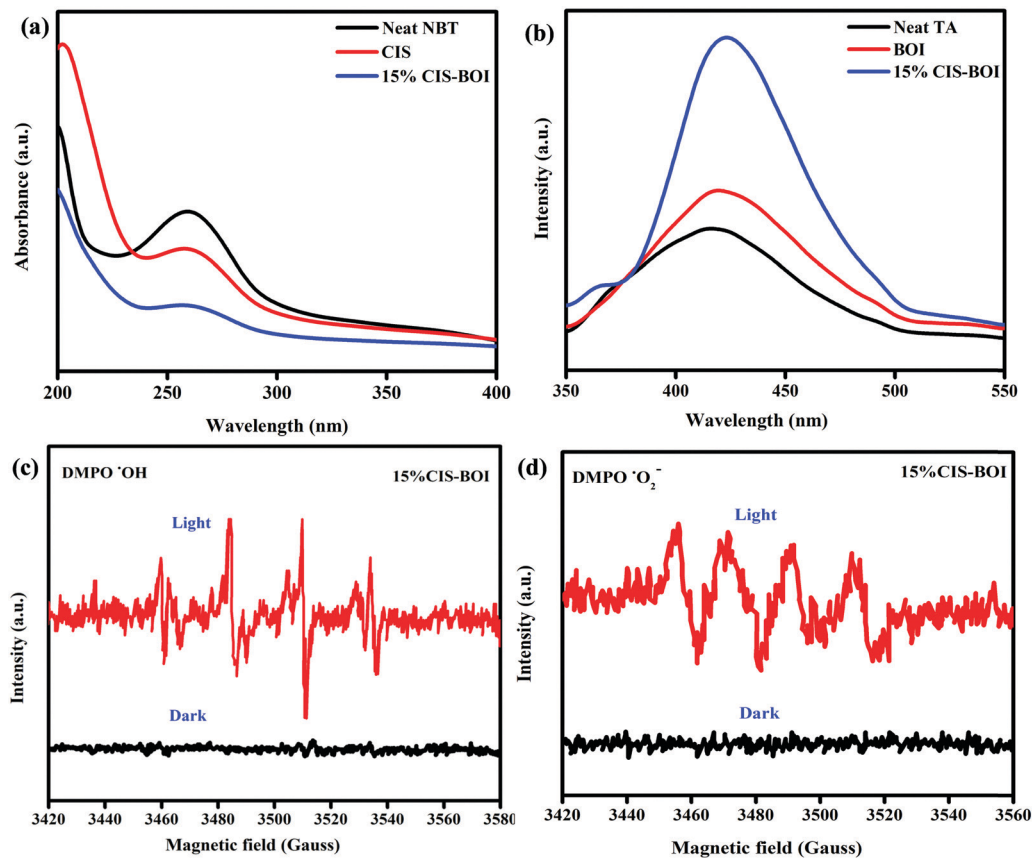 (a)
Neat NBT
CIS
15% CIS-BOI
Absorbance (a.u.)
200 250 300 350 400
Wavelength (nm)
(b)
Neat TA
BOI
15% CIS-BOI
Intensity (a.u.)
350 400 450 500 550
Wavelength (nm)
(c)
DMPO ˙OH
15%CIS-BOI
Light
Dark
Intensity (a.u.)
3420 3440 3460 3480 3500 3520 3540 3560 3580
Magnetic field (Gauss)
(d)
DMPO ˙O₂⁻
15%CIS-BOI
Light
Dark
Intensity (a.u.)
3420 3440 3460 3480 3500 3520 3540 3560
Magnetic field (Gauss)